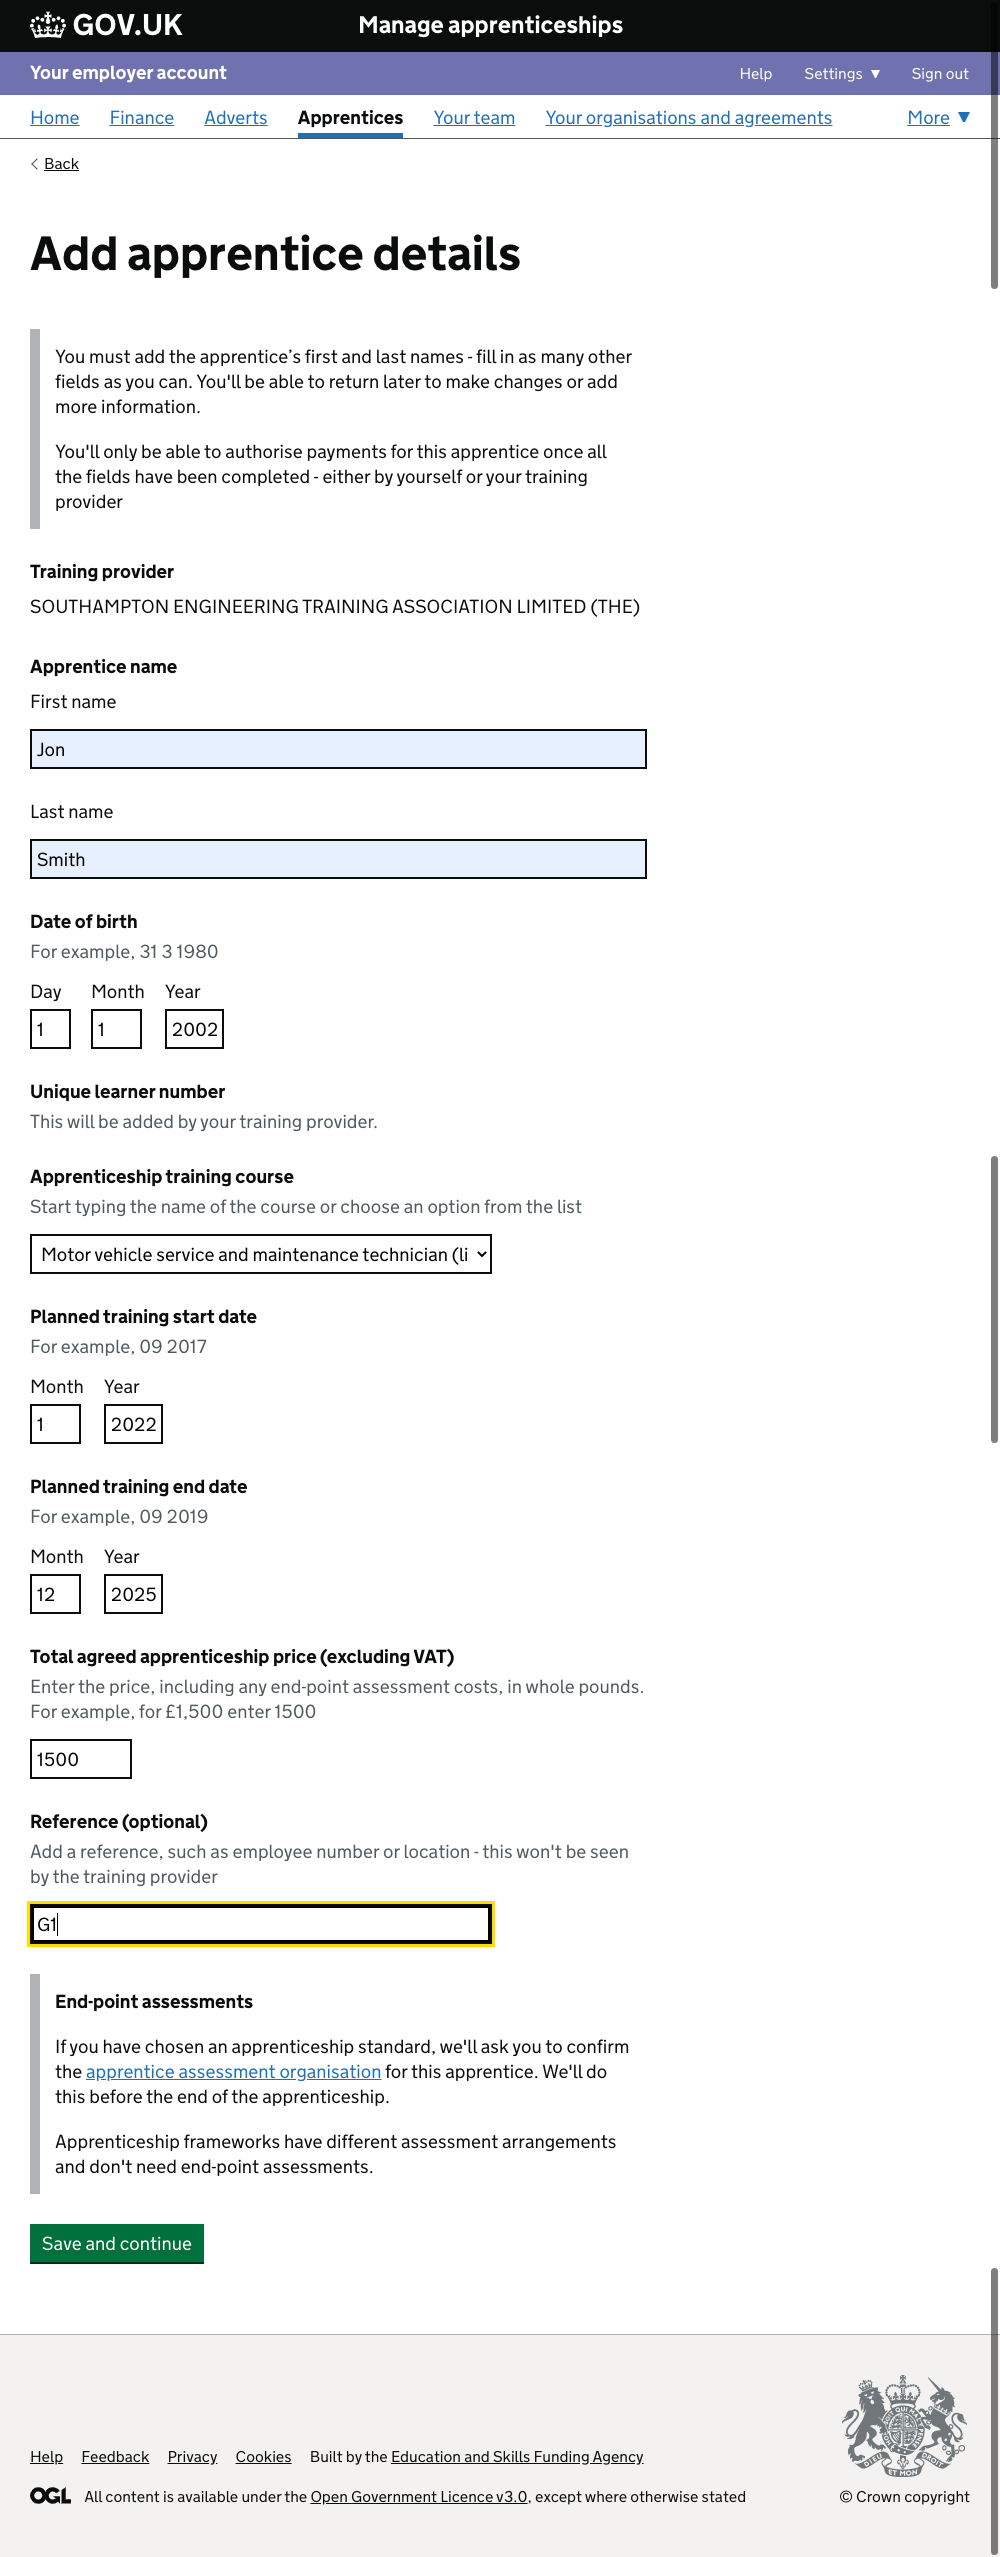 GOV.UK
Manage apprenticeships
Your employer account
Help Settings ▼ Sign out
Home Finance Adverts Apprentices Your team Your organisations and agreements More ▼
Back
Add apprentice details
You must add the apprentice's first and last names - fill in as many other
fields as you can. You'll be able to return later to make changes or add
more information.
You'll only be able to authorise payments for this apprentice once all
the fields have been completed - either by yourself or your training
provider
Training provider
SOUTHAMPTON ENGINEERING TRAINING ASSOCIATION LIMITED (THE)
Apprentice name
First name
Jon
Last name
Smith
Date of birth
For example, 31 3 1980
Day Month Year
1 1 2002
Unique learner number
This will be added by your training provider.
Apprenticeship training course
Start typing the name of the course or choose an option from the list
Motor vehicle service and maintenance technician (li
Planned training start date
For example, 09 2017
Month Year
1 2022
Planned training end date
For example, 09 2019
Month Year
12 2025
Total agreed apprenticeship price (excluding VAT)
Enter the price, including any end-point assessment costs, in whole pounds.
For example, for £1,500 enter 1500
1500
Reference (optional)
Add a reference, such as employee number or location - this won't be seen
by the training provider
G1
End-point assessments
If you have chosen an apprenticeship standard, we'll ask you to confirm
the apprentice assessment organisation for this apprentice. We'll do
this before the end of the apprenticeship.
Apprenticeship frameworks have different assessment arrangements
and don't need end-point assessments.
Save and continue
Help Feedback Privacy Cookies Built by the Education and Skills Funding Agency
OGL All content is available under the Open Government Licence v3.0, except where otherwise stated
© Crown copyright